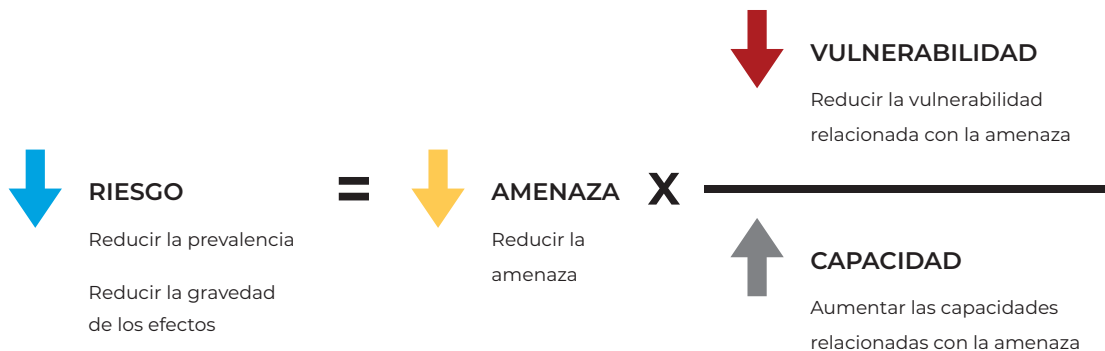 RIESGO
Reducir la prevalencia
Reducir la gravedad
de los efectos
=
AMENAZA
Reducir la
amenaza
X
VULNERABILIDAD
Reducir la vulnerabilidad
relacionada con la amenaza
CAPACIDAD
Aumentar las capacidades
relacionadas con la amenaza